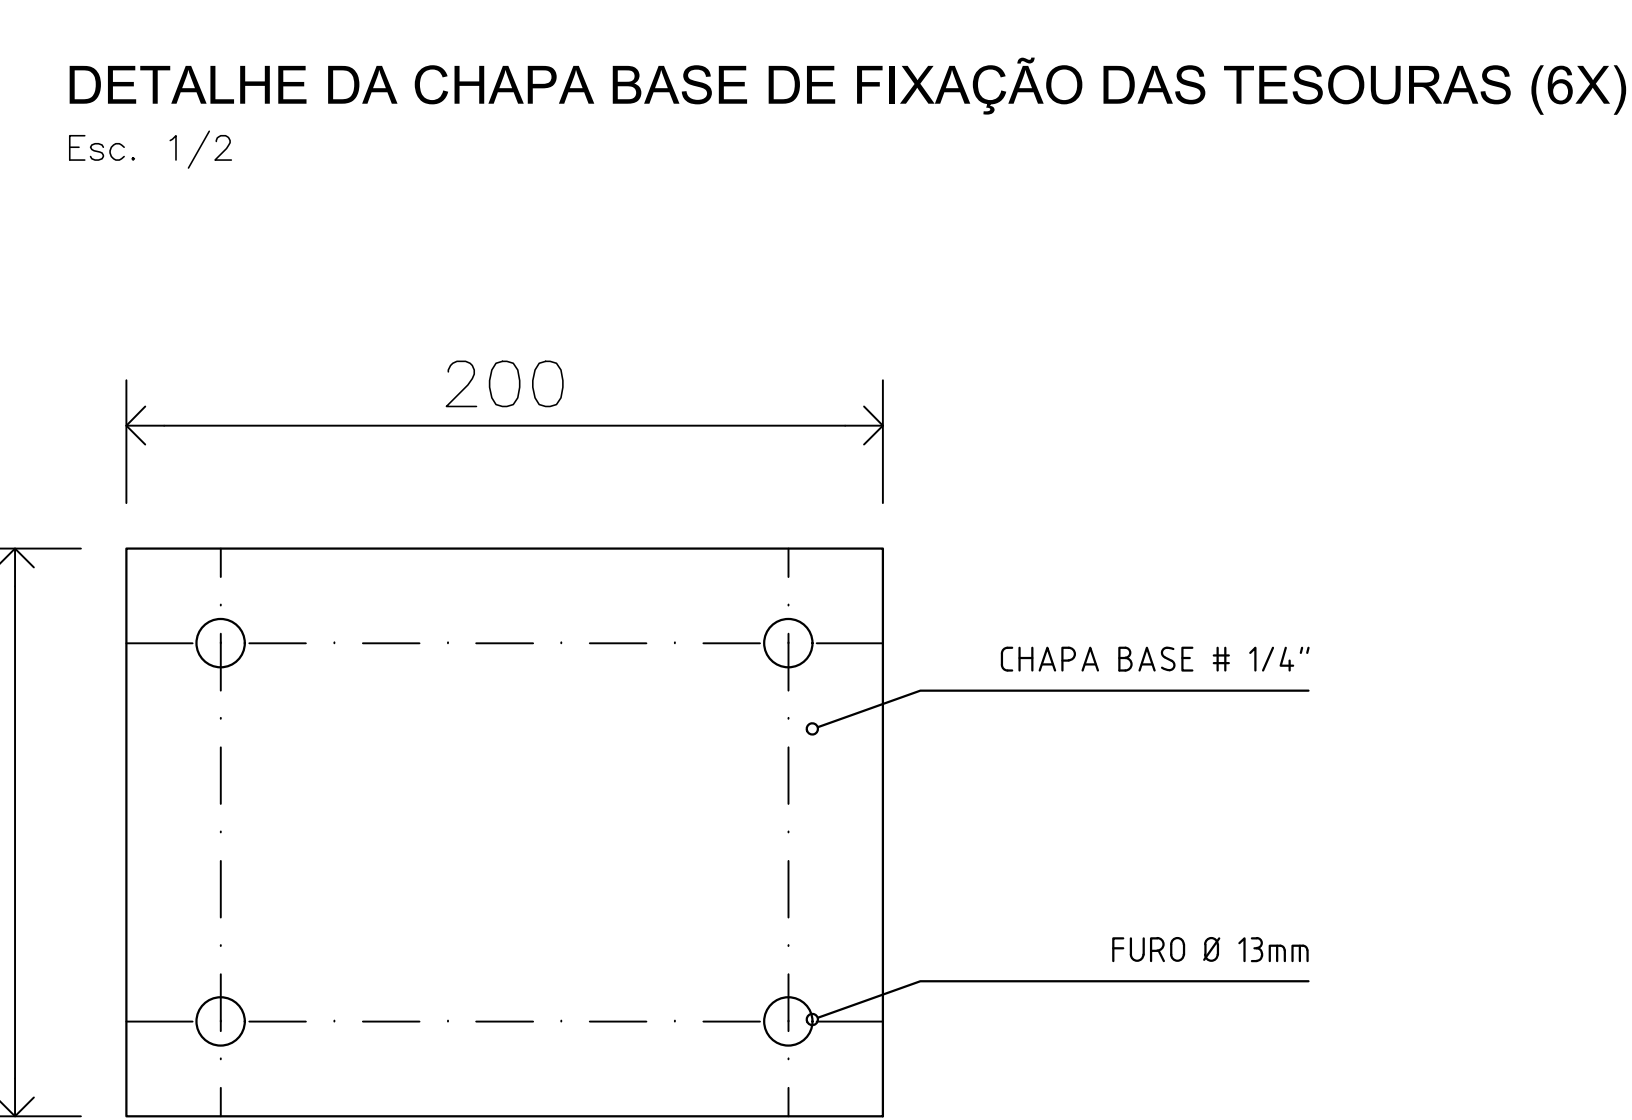 DETALHE DA CHAPA BASE DE FIXAÇÃO DAS TESOURAS (6X)
Esc. 1/2
200
CHAPA BASE # 1/4"
FURO Ø 13mm